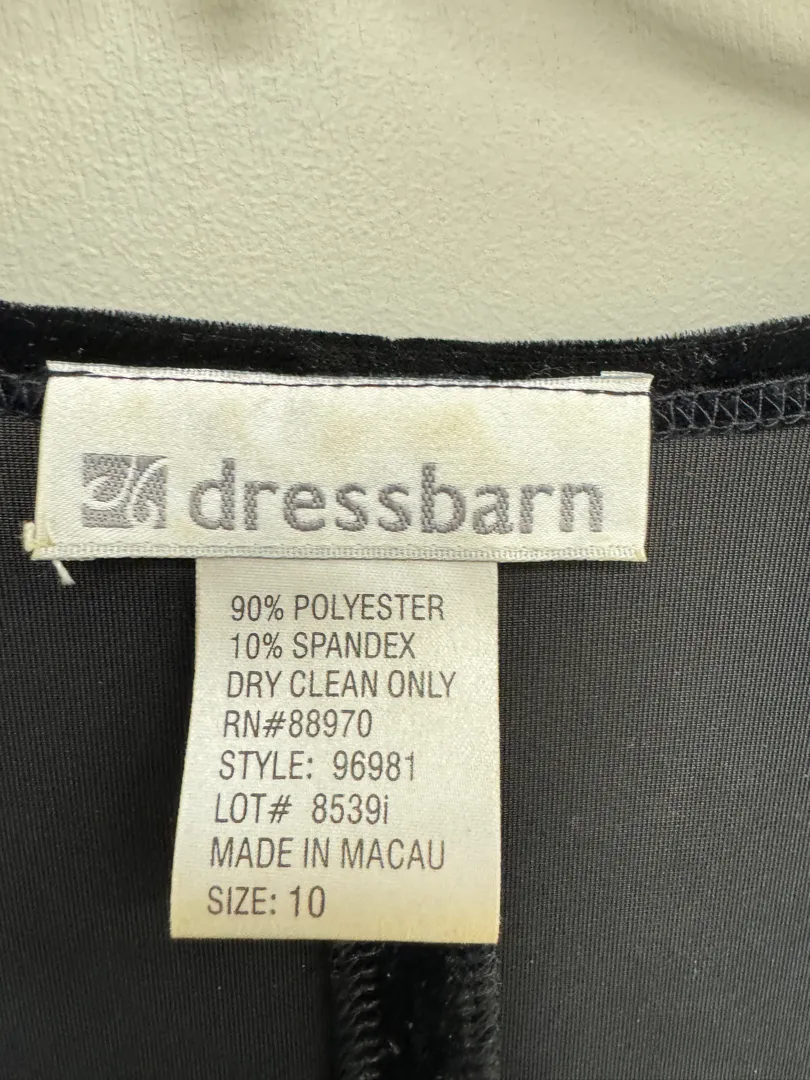 dressbarn
90% POLYESTER
10% SPANDEX
DRY CLEAN ONLY
RN#88970
STYLE: 96981
LOT# 8539i
MADE IN MACAU
SIZE: 10